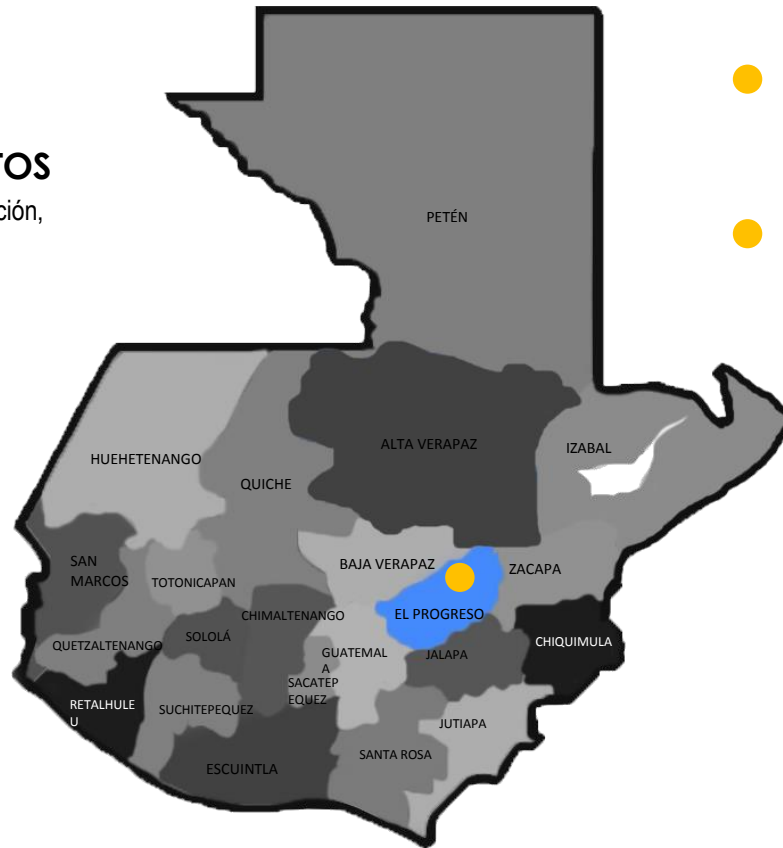 TOS
ción,
PETÉN
ALTA VERAPAZ
IZABAL
HUEHETENANGO
QUICHE
BAJA VERAPAZ
ZACAPA
SAN
MARCOS
TOTONICAPAN
EL PROGRESO
CHIMALTENANGO
SOLOLÁ
QUETZALTENANGO
CHIQUIMULA
GUATEMAL
A
JALAPA
SACATEP
EQUEZ
RETALHULE
U
SUCHITEPEQUEZ
JUTIAPA
SANTA ROSA
ESCUINTLA